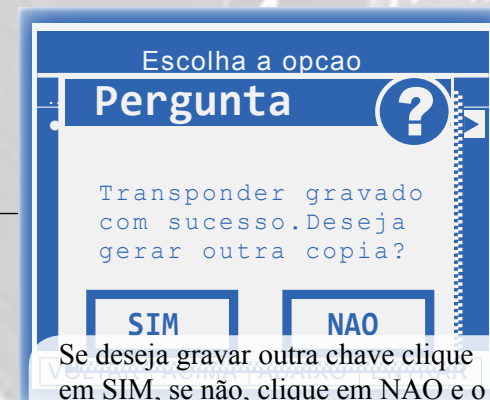 Escolha a opcao
Pergunta
?
Transponder gravado
com sucesso.Deseja
gerar outra copia?
SIM NAO
Se deseja gravar outra chave clique
em SIM, se não, clique em NAO e o